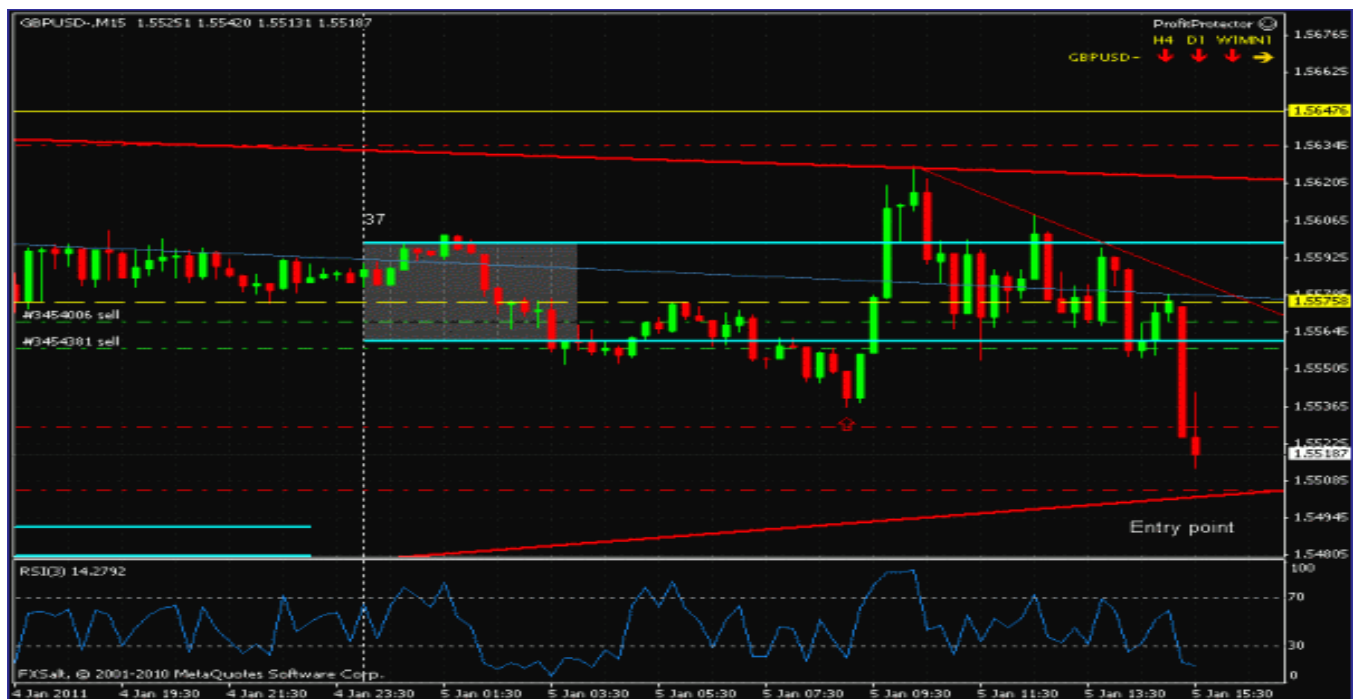 GBPUSD-,M15 1.55251 1.55420 1.55131 1.55187
ProfitProtector
H4 D1 W1MN1
GBPUSD-
1.56765
1.56625
1.56476
1.56345
1.56205
37
1.56065
1.55925
1.55785
1.55758
#3454006 sell
1.55645
#3454381 sell
1.55505
1.55365
1.55225
1.55187
1.55085
1.54945
Entry point
1.54805
RSI(3) 14.2792
100
70
30
0
FXSalt, © 2001-2010 MetaQuotes Software Corp.
4 Jan 2011 4 Jan 19:30 4 Jan 21:30 4 Jan 23:30 5 Jan 01:30 5 Jan 03:30 5 Jan 05:30 5 Jan 07:30 5 Jan 09:30 5 Jan 11:30 5 Jan 13:30 5 Jan 15:30